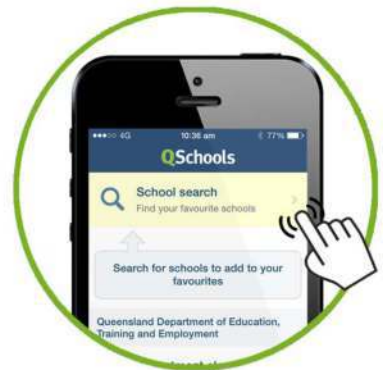 4G 10:36 am 77%
QSchools
School search
Find your favourite schools
Search for schools to add to your
favourites
Queensland Department of Education,
Training and Employment